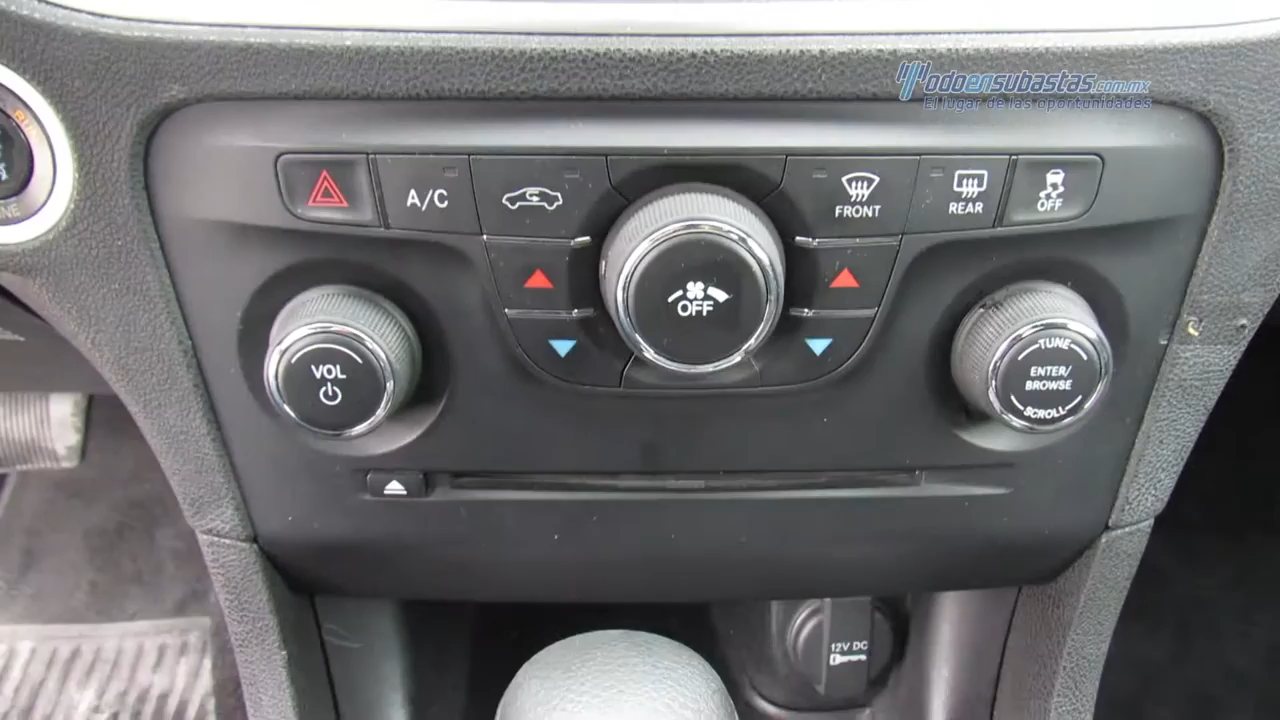 Todoensubastas.com.mx
El lugar de las oportunidades
RUN
A/C
FRONT
REAR
OFF
OFF
VOL
TUNE
ENTER/
BROWSE
SCROLL
12V DC